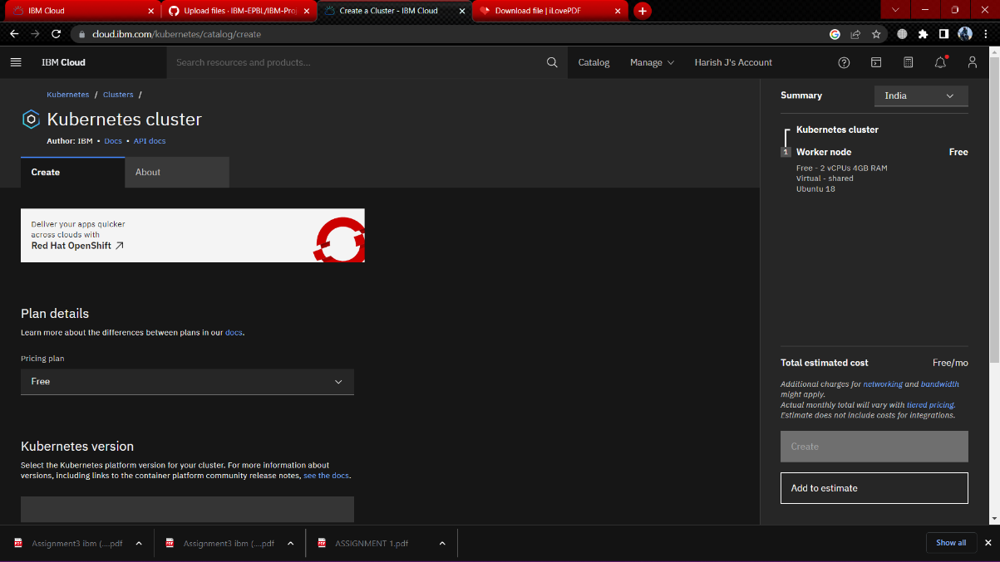 IBM Cloud
Upload files · IBM-EPBL/IBM-Proj
Create a Cluster - IBM Cloud
Download file | iLovePDF
cloud.ibm.com/kubernetes/catalog/create
IBM Cloud
Search resources and products...
Catalog
Manage
Harish J's Account
Kubernetes / Clusters /
Kubernetes cluster
Author: IBM • Docs • API docs
Create
About
Deliver your apps quicker
across clouds with
Red Hat OpenShift
Plan details
Learn more about the differences between plans in our docs.
Pricing plan
Free
Kubernetes version
Select the Kubernetes platform version for your cluster. For more information about
versions, including links to the container platform community release notes, see the docs.
Summary
India
Kubernetes cluster
1 Worker node Free
Free - 2 vCPUs 4GB RAM
Virtual - shared
Ubuntu 18
Total estimated cost Free/mo
Additional charges for networking and bandwidth
might apply.
Actual monthly total will vary with tiered pricing.
Estimate does not include costs for integrations.
Create
Add to estimate
Assignment3 ibm (....pdf
Assignment3 ibm (....pdf
ASSIGNMENT 1.pdf
Show all